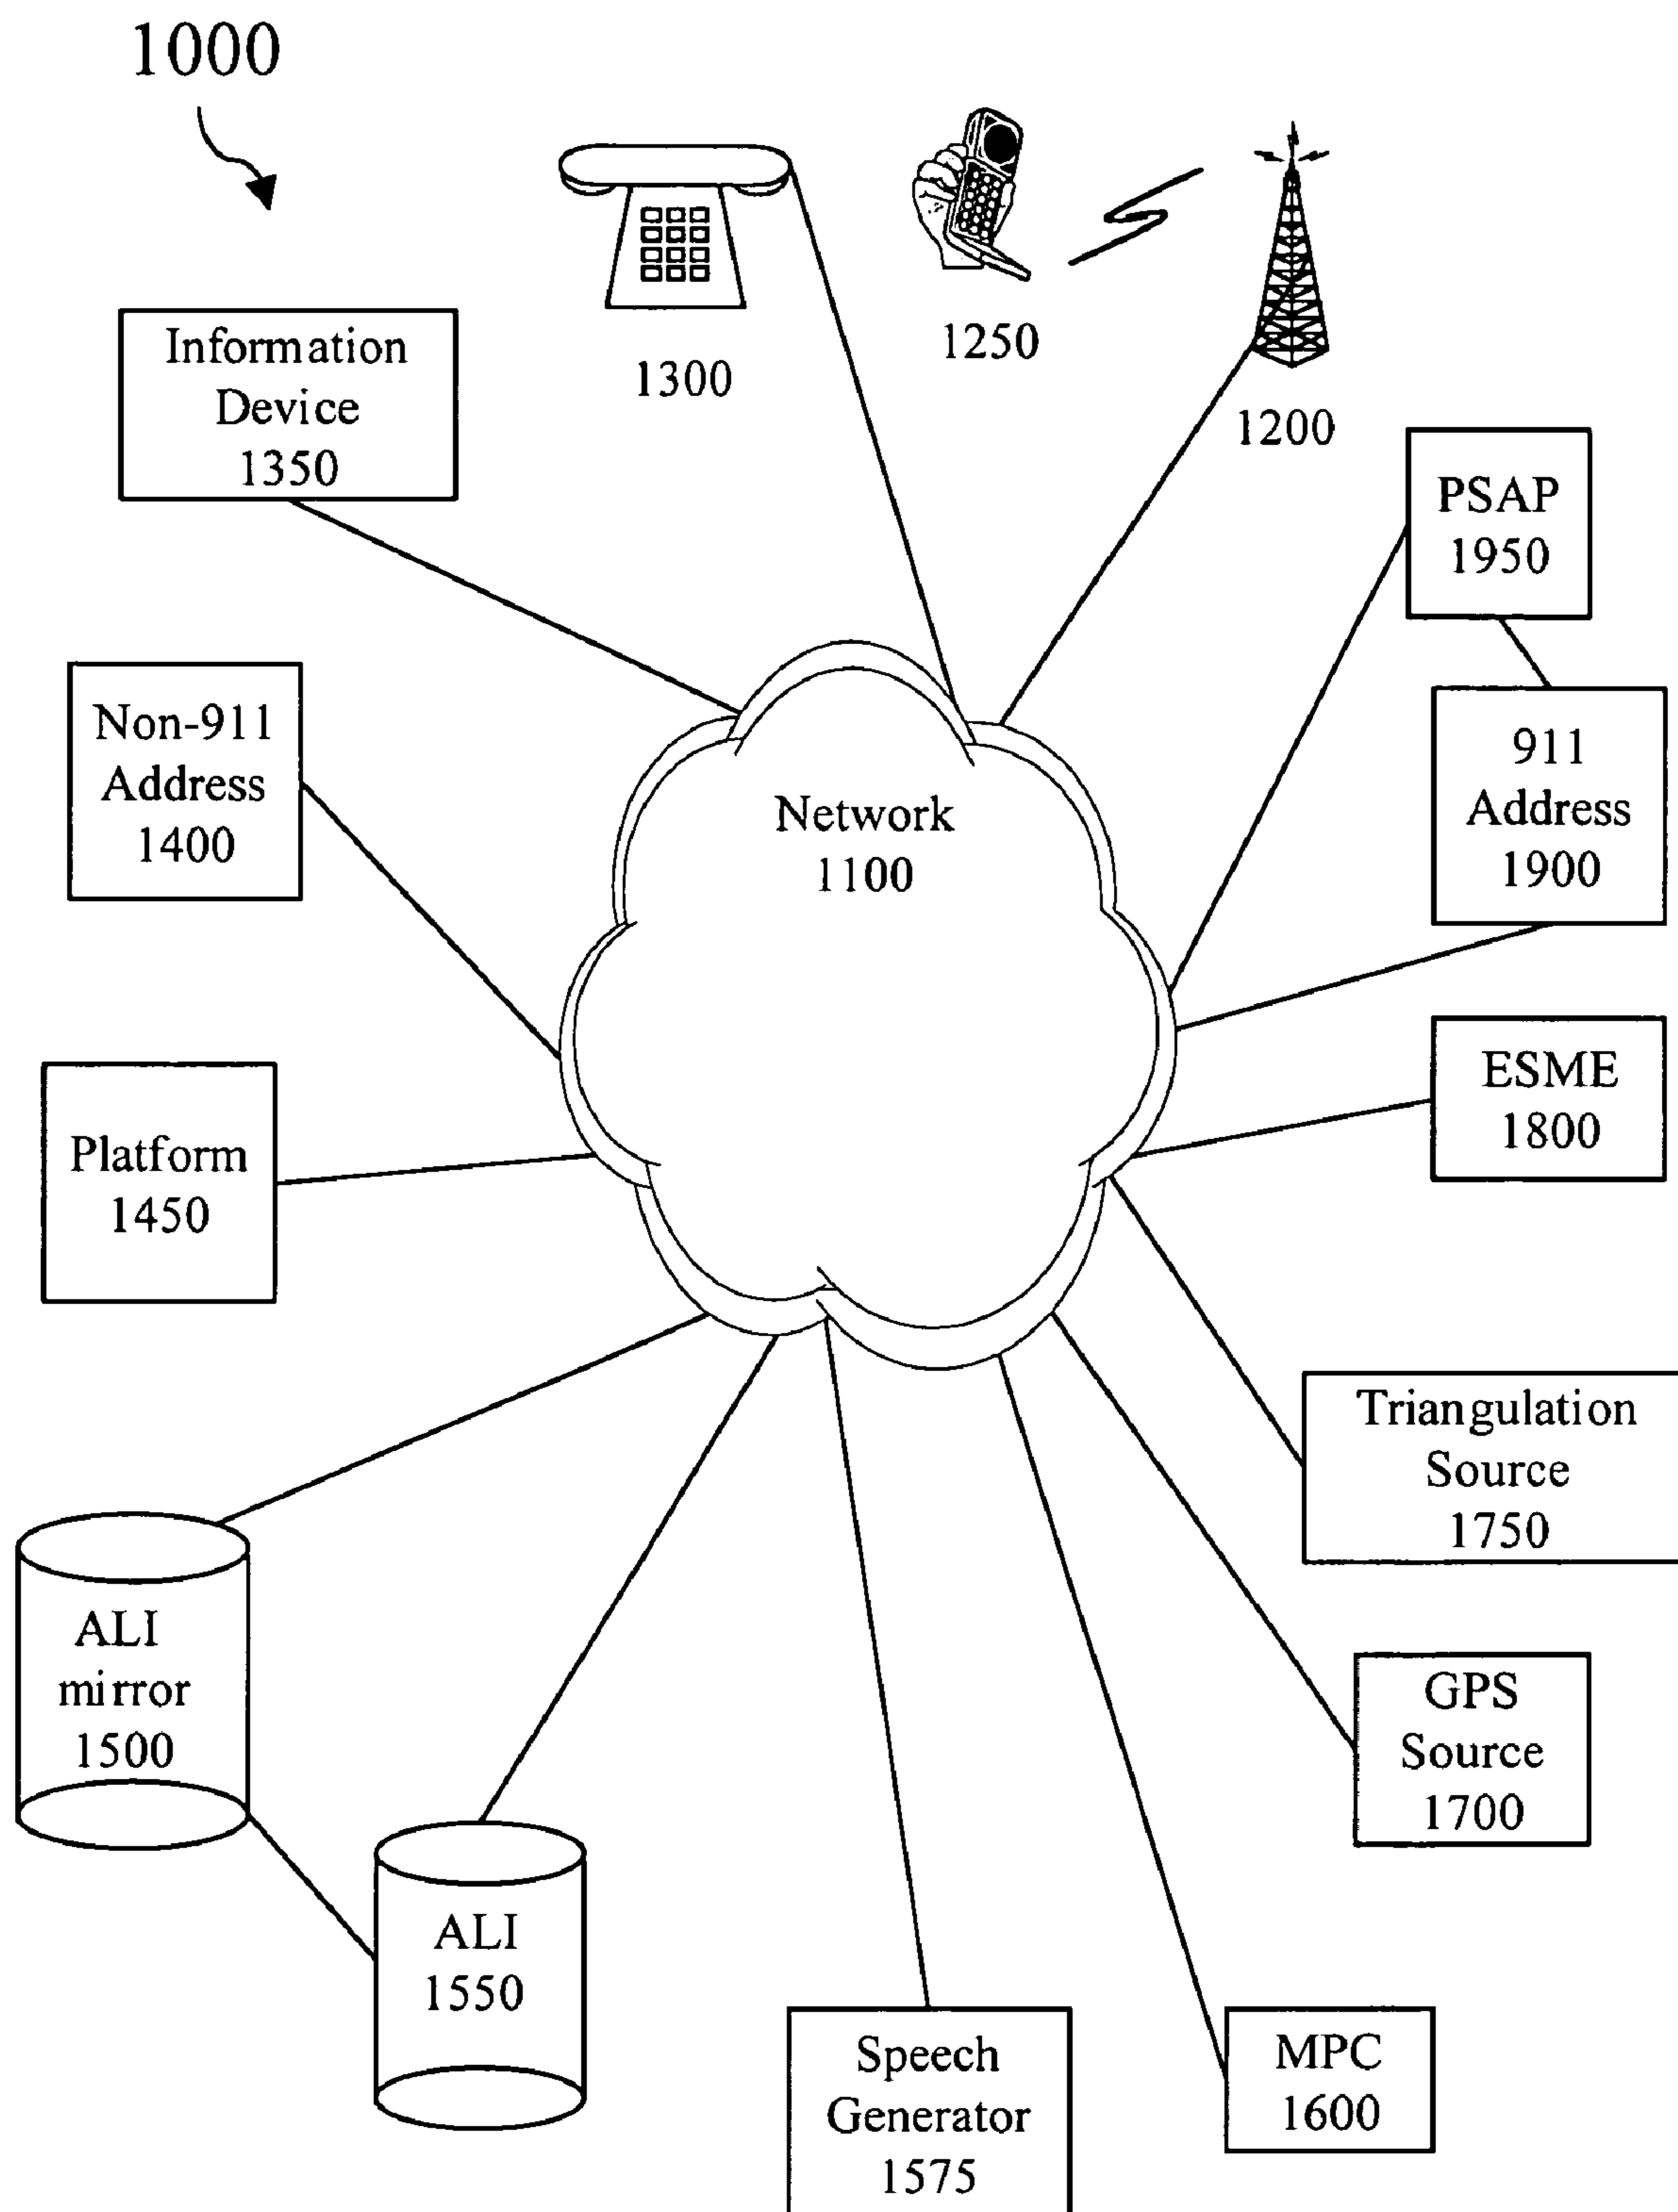 1000
1300
1250
1200
Information
Device
1350
PSAP
1950
Non-911
Address
1400
911
Address
1900
Network
1100
ESME
1800
Platform
1450
Triangulation
Source
1750
ALI
mirror
1500
GPS
Source
1700
ALI
1550
Speech
Generator
1575
MPC
1600